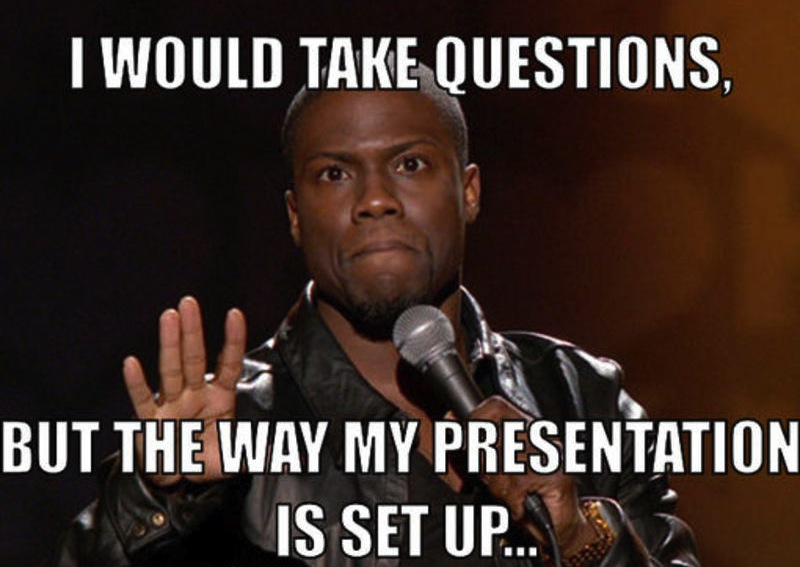 I WOULD TAKE QUESTIONS,
BUT THE WAY MY PRESENTATION
IS SET UP...